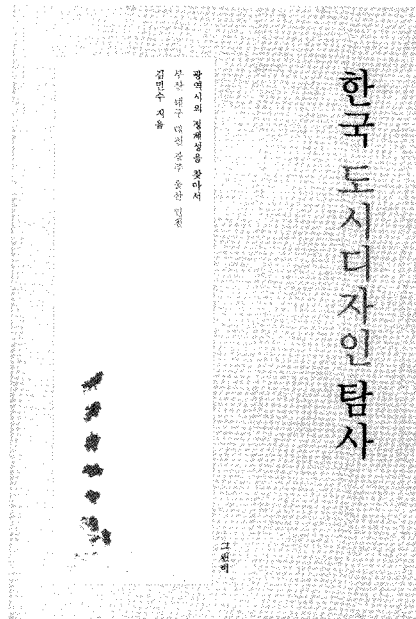 한국 도시디자인 탐사
광역시의 정체성을 찾아서
부산 대구 대전 광주 울산 인천
김민수 지음
그린비